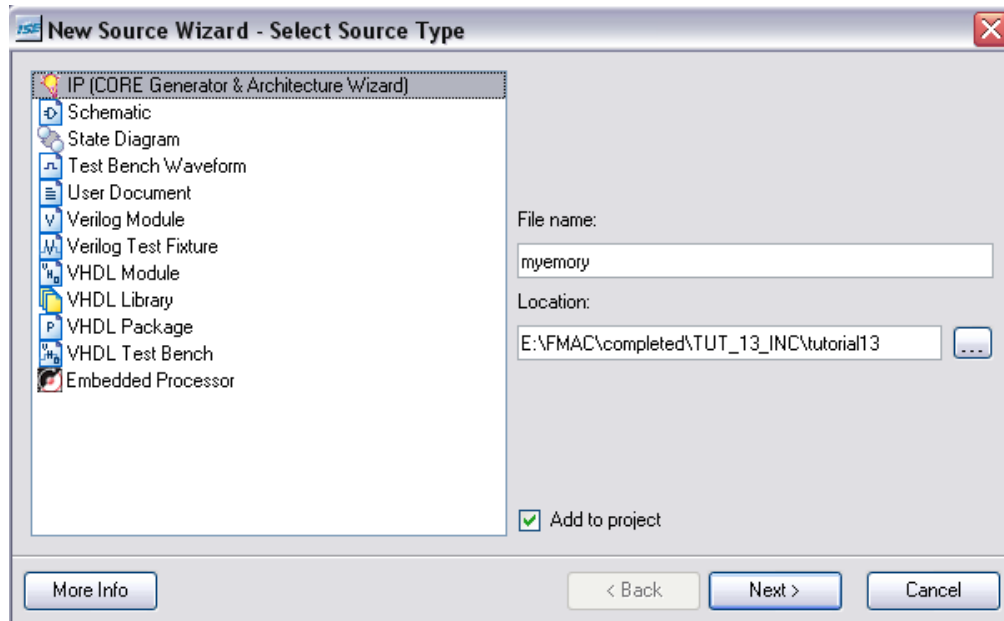 ISE New Source Wizard - Select Source Type
IP (CORE Generator & Architecture Wizard)
Schematic
State Diagram
Test Bench Waveform
User Document
V Verilog Module
Verilog Test Fixture
VHDL Module
VHDL Library
P VHDL Package
VHDL Test Bench
Embedded Processor
File name:
myemory
Location:
E:\FMAC\completed\TUT_13_INC\tutorial13
...
Add to project
More Info
< Back
Next >
Cancel